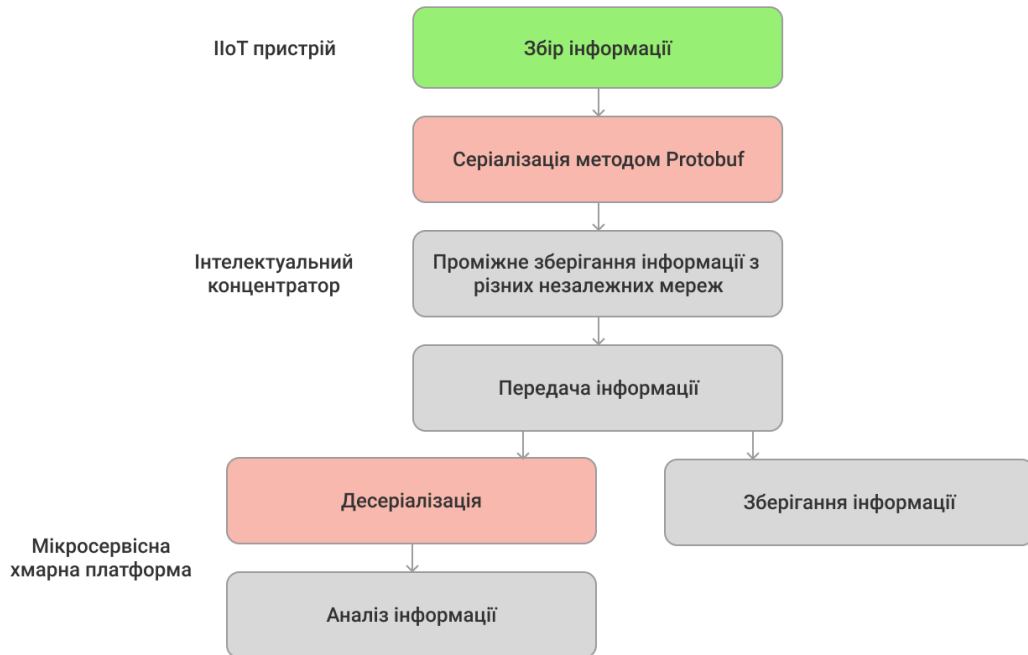 ІІоТ пристрій
Збір інформації
Серіалізація методом Protobuf
Інтелектуальний
концентратор
Проміжне зберігання інформації з
різних незалежних мереж
Передача інформації
Десеріалізація
Зберігання інформації
Мікросервісна
хмарна платформа
Аналіз інформації